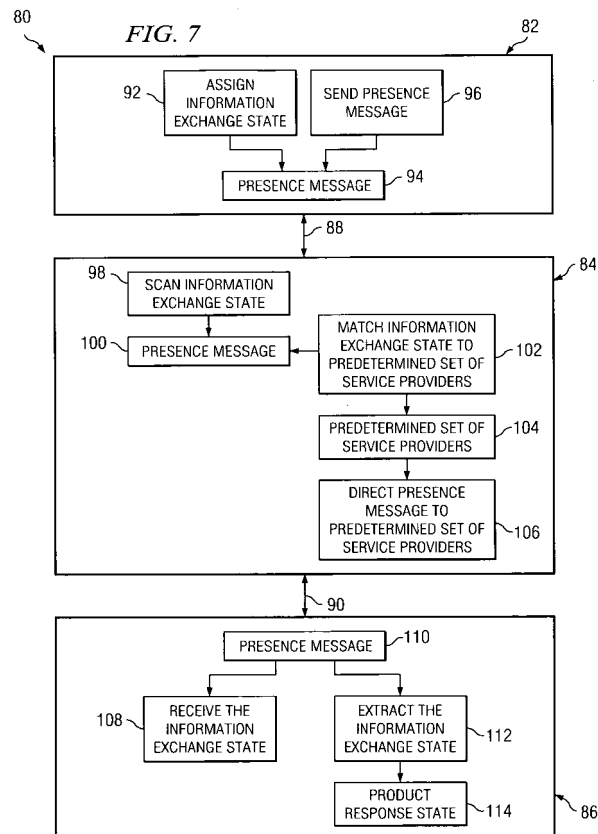 80
FIG. 7
82
92
ASSIGN
INFORMATION
EXCHANGE STATE
SEND PRESENCE
MESSAGE
96
PRESENCE MESSAGE
94
88
98
SCAN INFORMATION
EXCHANGE STATE
84
100
PRESENCE MESSAGE
MATCH INFORMATION
EXCHANGE STATE TO
PREDETERMINED SET OF
SERVICE PROVIDERS
102
PREDETERMINED SET OF
SERVICE PROVIDERS
104
DIRECT PRESENCE
MESSAGE TO
PREDETERMINED SET OF
SERVICE PROVIDERS
106
90
PRESENCE MESSAGE
110
108
RECEIVE THE
INFORMATION
EXCHANGE STATE
EXTRACT THE
INFORMATION
EXCHANGE STATE
112
PRODUCT
RESPONSE STATE
114
86